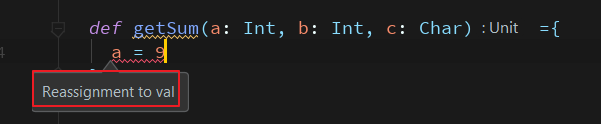 def getSum(a: Int, b: Int, c: Char) : Unit ={
a = 9
Reassignment to val